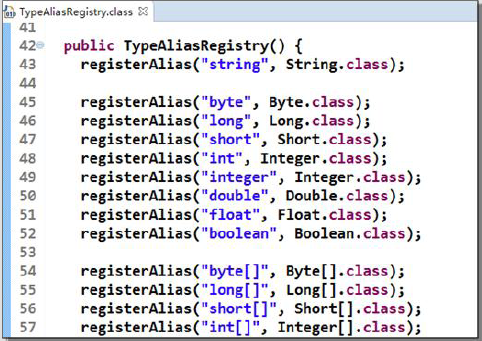 TypeAliasRegistry.class
41
42 public TypeAliasRegistry() {
43 registerAlias("string", String.class);
44
45 registerAlias("byte", Byte.class);
46 registerAlias("long", Long.class);
47 registerAlias("short", Short.class);
48 registerAlias("int", Integer.class);
49 registerAlias("integer", Integer.class);
50 registerAlias("double", Double.class);
51 registerAlias("float", Float.class);
52 registerAlias("boolean", Boolean.class);
53
54 registerAlias("byte[]", Byte[].class);
55 registerAlias("long[]", Long[].class);
56 registerAlias("short[]", Short[].class);
57 registerAlias("int[]", Integer[].class);